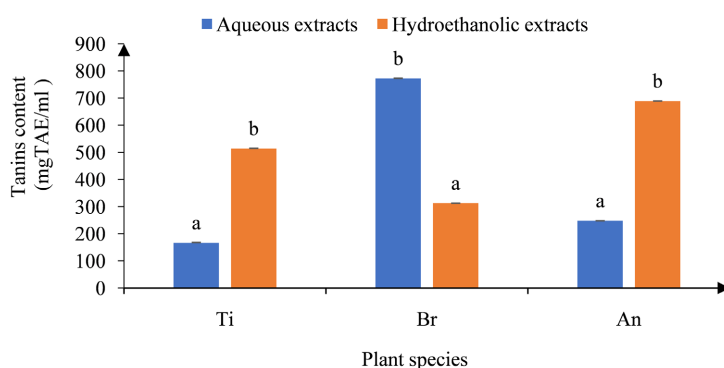 Aqueous extracts Hydroethanolic extracts
Tanins content
(mgTAE/ml )
900
800
700
600
500
400
300
200
100
0
a
b
b
a
a
b
Ti Br An
Plant species